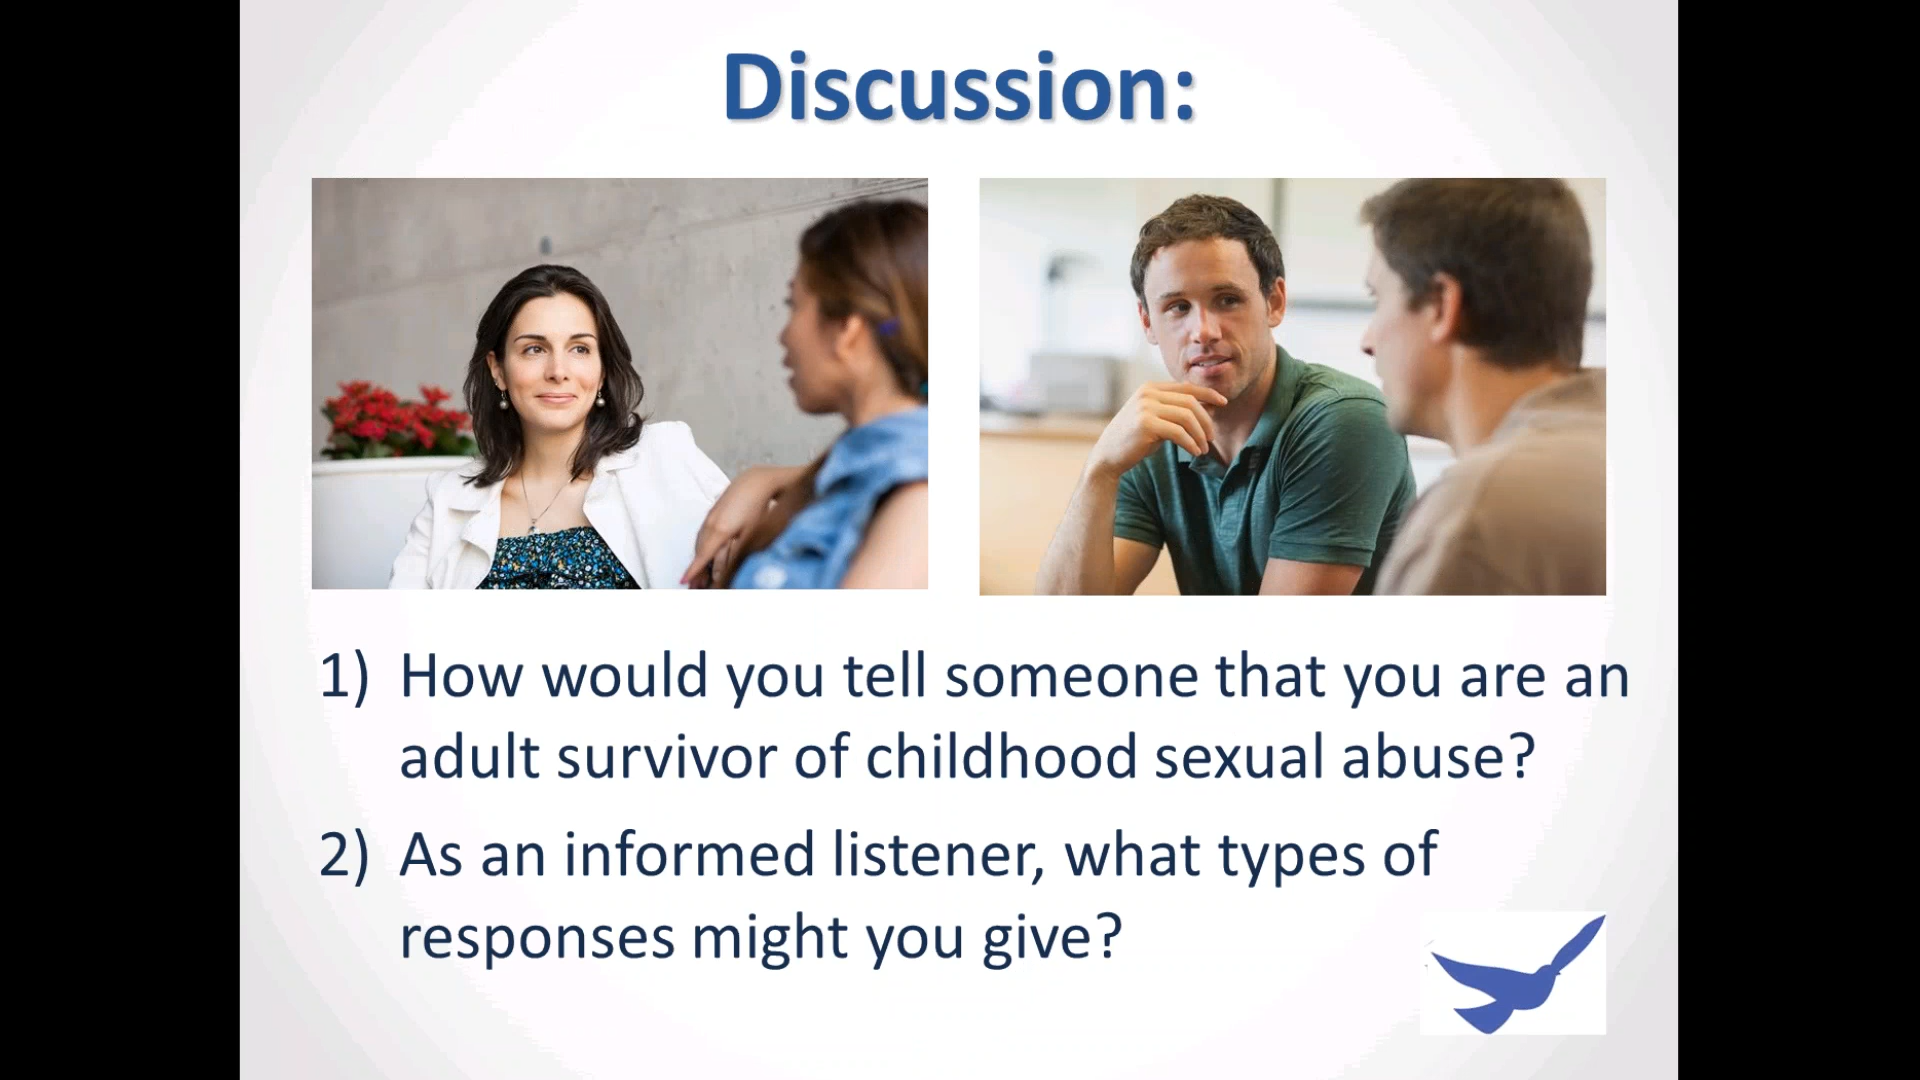 Discussion:
1) How would you tell someone that you are an
adult survivor of childhood sexual abuse?
2) As an informed listener, what types of
responses might you give?